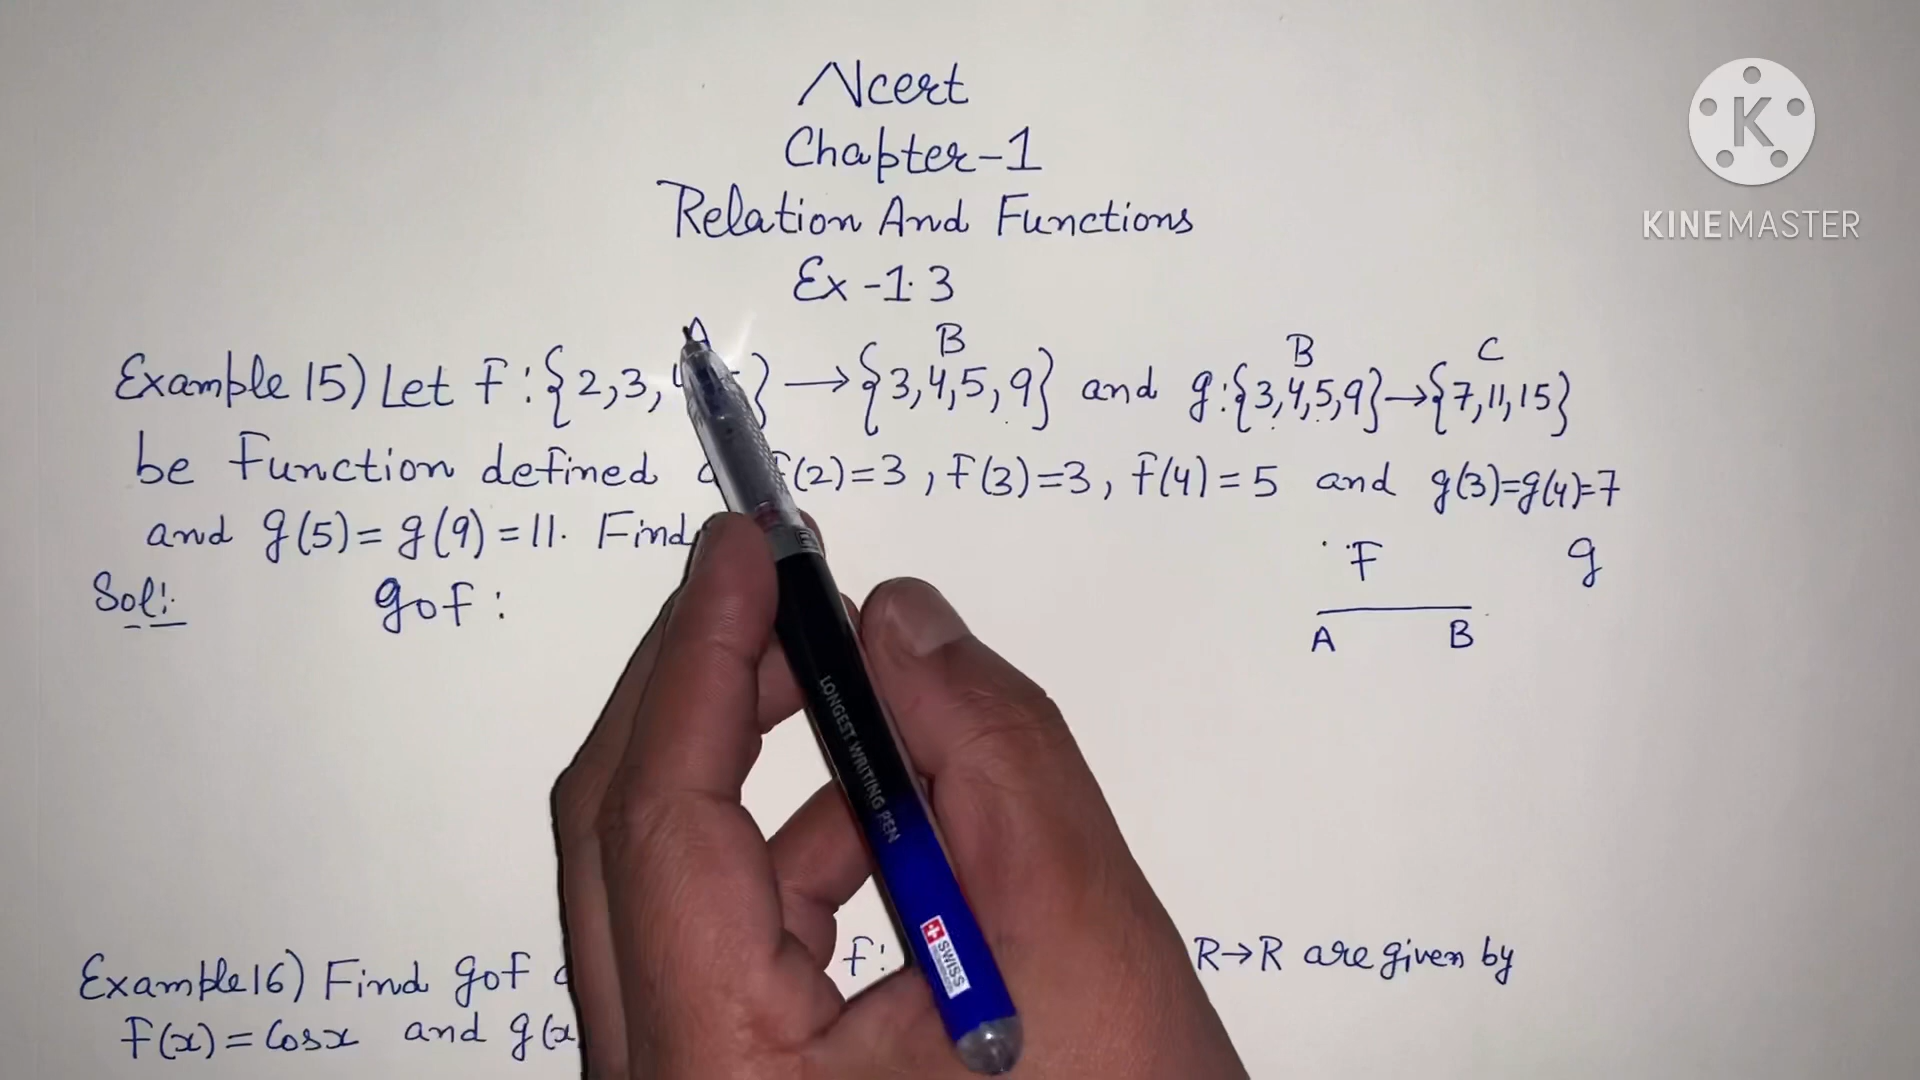 Ncert
Chapter-1
Relation And Functions
Ex-1.3
A B B C
Example 15) Let f:{2,3, } → {3,4,5,9} and g:{3,4,5,9}→{7,11,15}
be function defined f(2)=3, f(3)=3, f(4)=5 and g(3)=g(4)=7
and g(5)=g(9)=11. Find
Sol:. gof: f g
A B
Example 16) Find gof f: R→R are given by
f(x)=Cosx and g(x
K
KINEMASTER
LONGEST WRITING PEN
SWISS